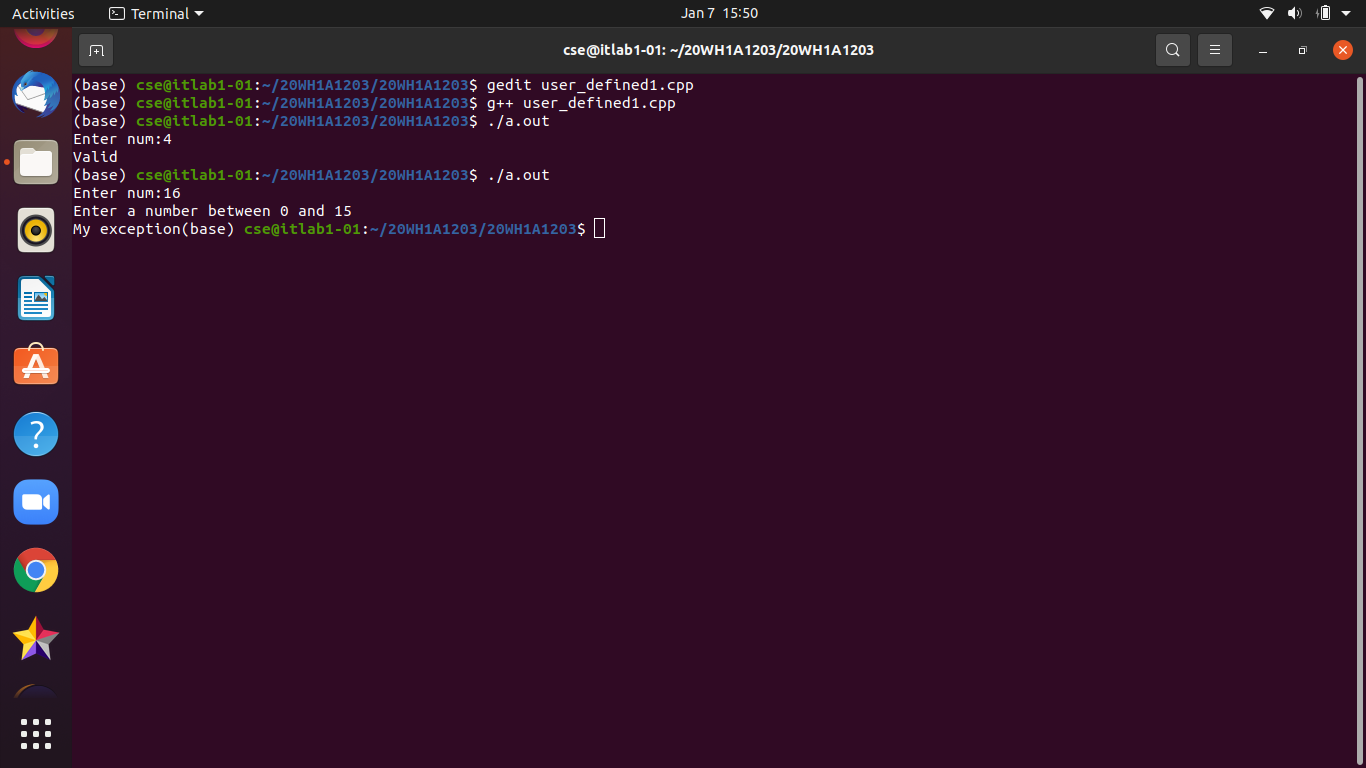 Activities Terminal Jan 7 15:50
cse@itlab1-01: ~/20WH1A1203/20WH1A1203
(base) cse@itlab1-01:~/20WH1A1203/20WH1A1203$ gedit user_defined1.cpp
(base) cse@itlab1-01:~/20WH1A1203/20WH1A1203$ g++ user_defined1.cpp
(base) cse@itlab1-01:~/20WH1A1203/20WH1A1203$ ./a.out
Enter num:4
Valid
(base) cse@itlab1-01:~/20WH1A1203/20WH1A1203$ ./a.out
Enter num:16
Enter a number between 0 and 15
My exception(base) cse@itlab1-01:~/20WH1A1203/20WH1A1203$